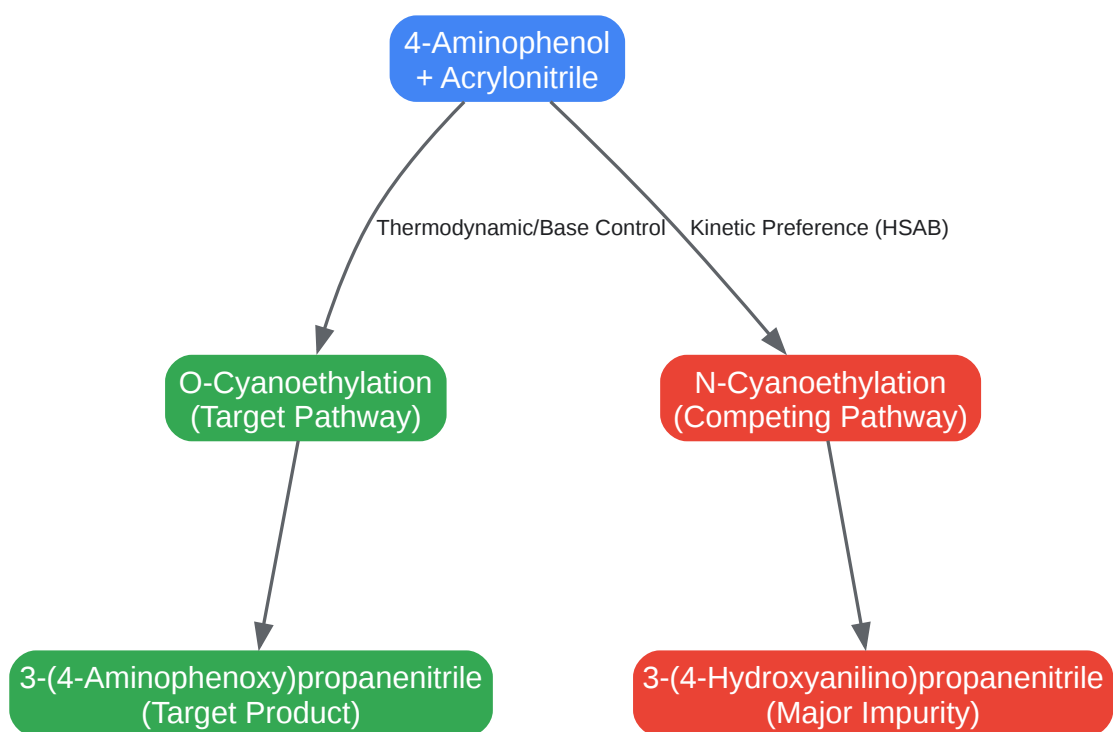 4-Aminophenol
+ Acrylonitrile
Thermodynamic/Base Control
Kinetic Preference (HSAB)
O-Cyanoethylation
(Target Pathway)
N-Cyanoethylation
(Competing Pathway)
3-(4-Aminophenoxy)propanenitrile
(Target Product)
3-(4-Hydroxyanilino)propanenitrile
(Major Impurity)